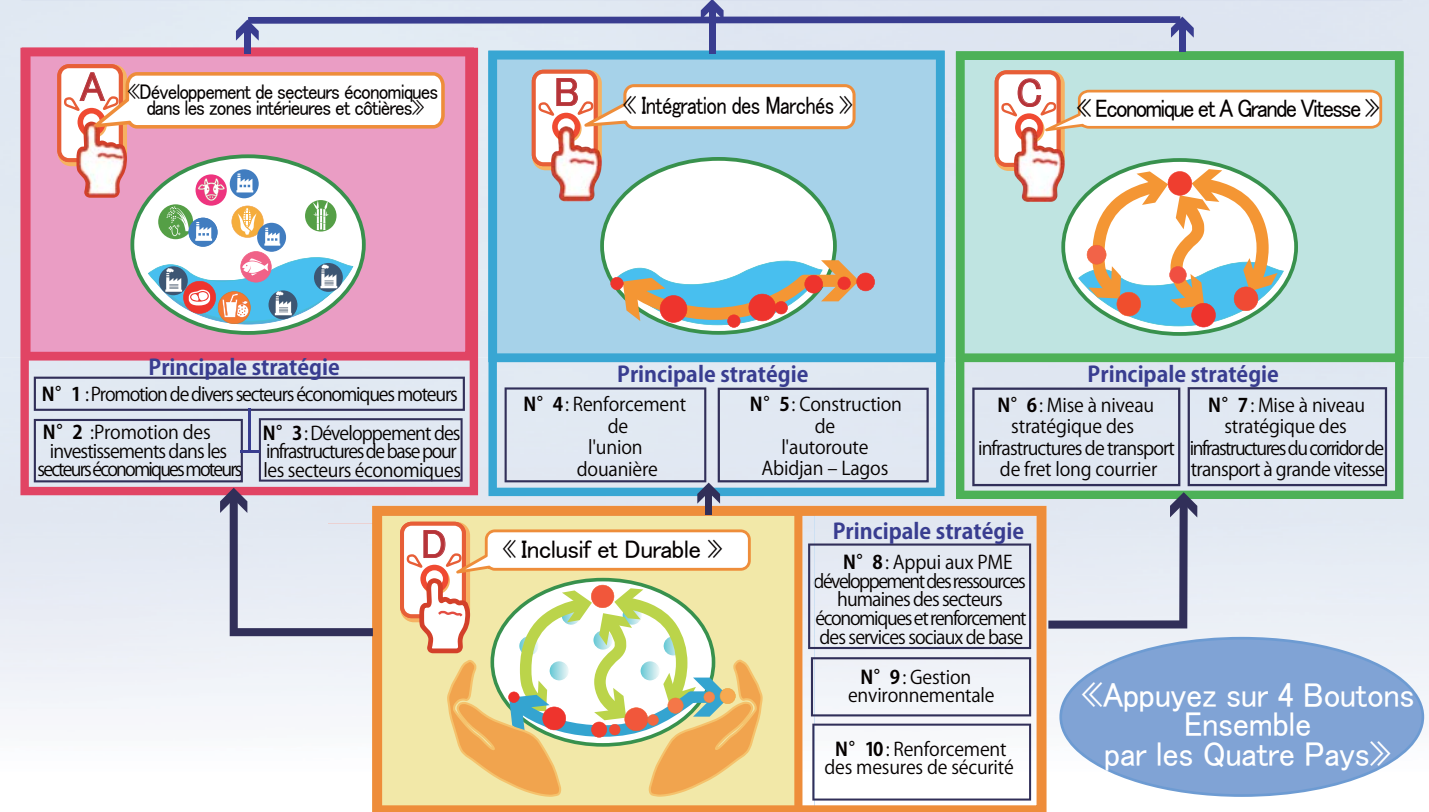 A
《Développement de secteurs économiques
dans les zones intérieures et côtières》
Principale stratégie
N° 1 : Promotion de divers secteurs économiques moteurs
N° 2 :Promotion des
investissements dans les
secteurs économiques moteurs
N° 3 : Développement des
infrastructures de base pour
les secteurs économiques
B
《 Intégration des Marchés 》
Principale stratégie
N° 4 : Renforcement
de
l'union
douanière
N° 5 : Construction
de
l'autoroute
Abidjan – Lagos
C
《 Economique et A Grande Vitesse 》
Principale stratégie
N° 6 : Mise à niveau
stratégique des
infrastructures de transport
de fret long courrier
N° 7 : Mise à niveau
stratégique des
infrastructures du corridor de
transport à grande vitesse
D
《 Inclusif et Durable 》
Principale stratégie
N° 8 : Appui aux PME
développement des ressources
humaines des secteurs
économiques et renforcement
des services sociaux de base
N° 9 : Gestion
environnementale
N° 10 : Renforcement
des mesures de sécurité
《Appuyez sur 4 Boutons
Ensemble
par les Quatre Pays》